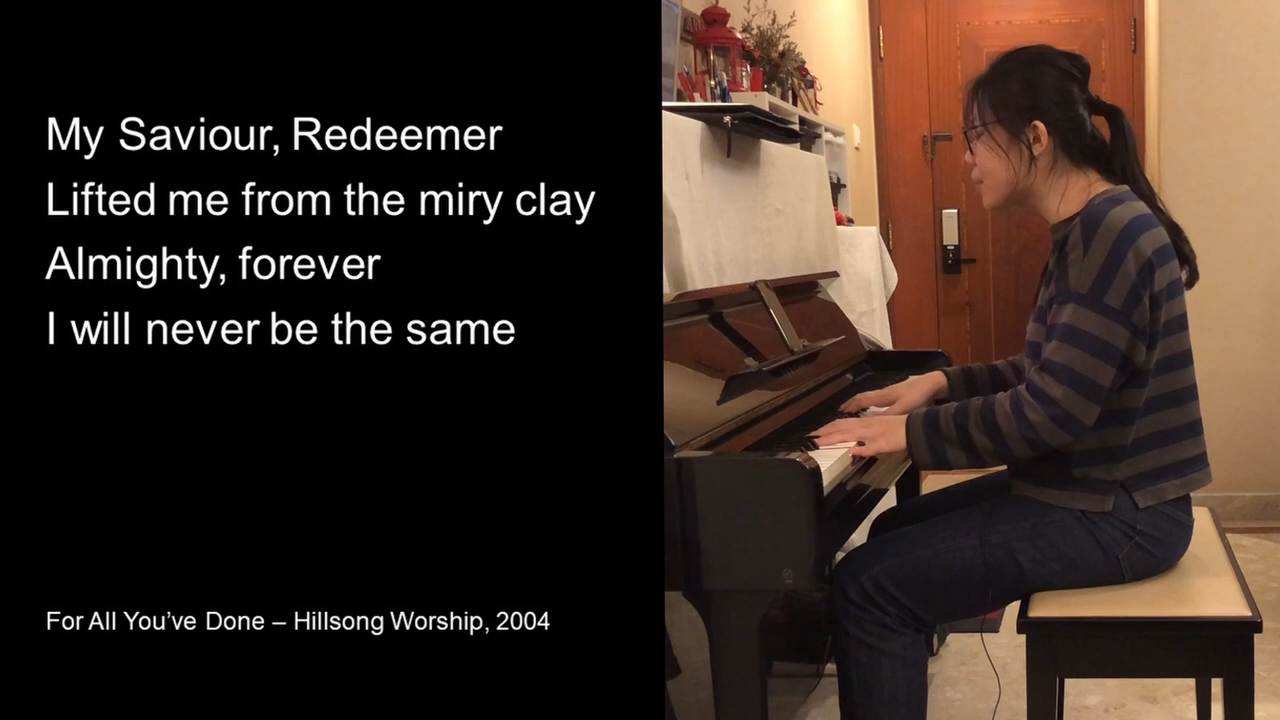 My Saviour, Redeemer
Lifted me from the miry clay
Almighty, forever
I will never be the same
For All You’ve Done – Hillsong Worship, 2004